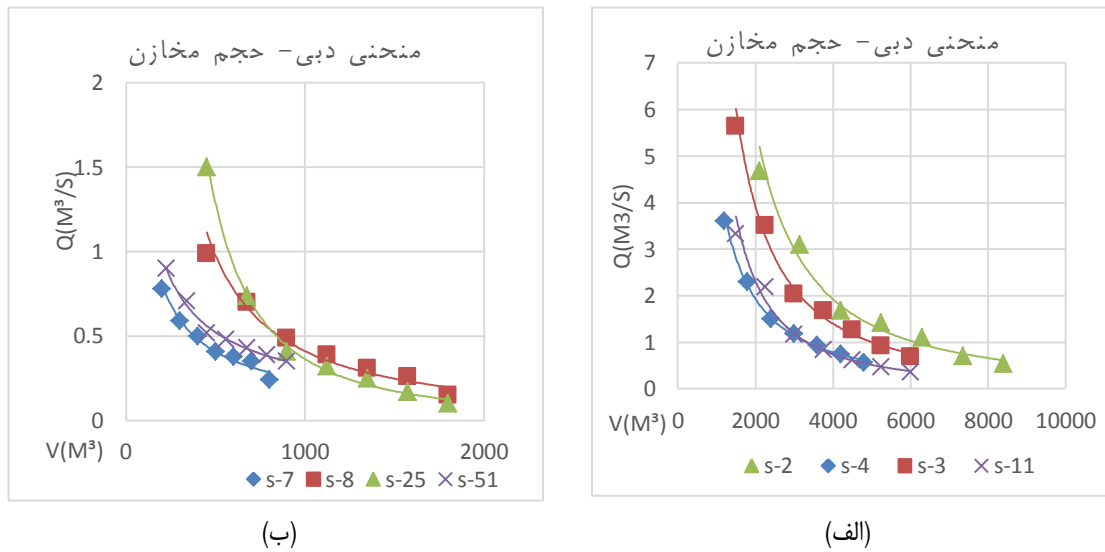 منحنی دبی- حجم مخازن
Q(M³/S)
2
1.5
1
0.5
0
V(M³) 0 1000 2000
s-7 s-8 s-25 s-51
(ب)
منحنی دبی- حجم مخازن
Q(M3/S)
7
6
5
4
3
2
1
0
V(M³) 0 2000 4000 6000 8000 10000
s-2 s-4 s-3 s-11
(الف)